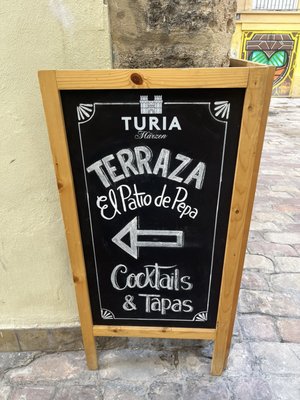 TURIA
Märzen
TERRAZA
El Patio de Pepa
Cocktails
& Tapas